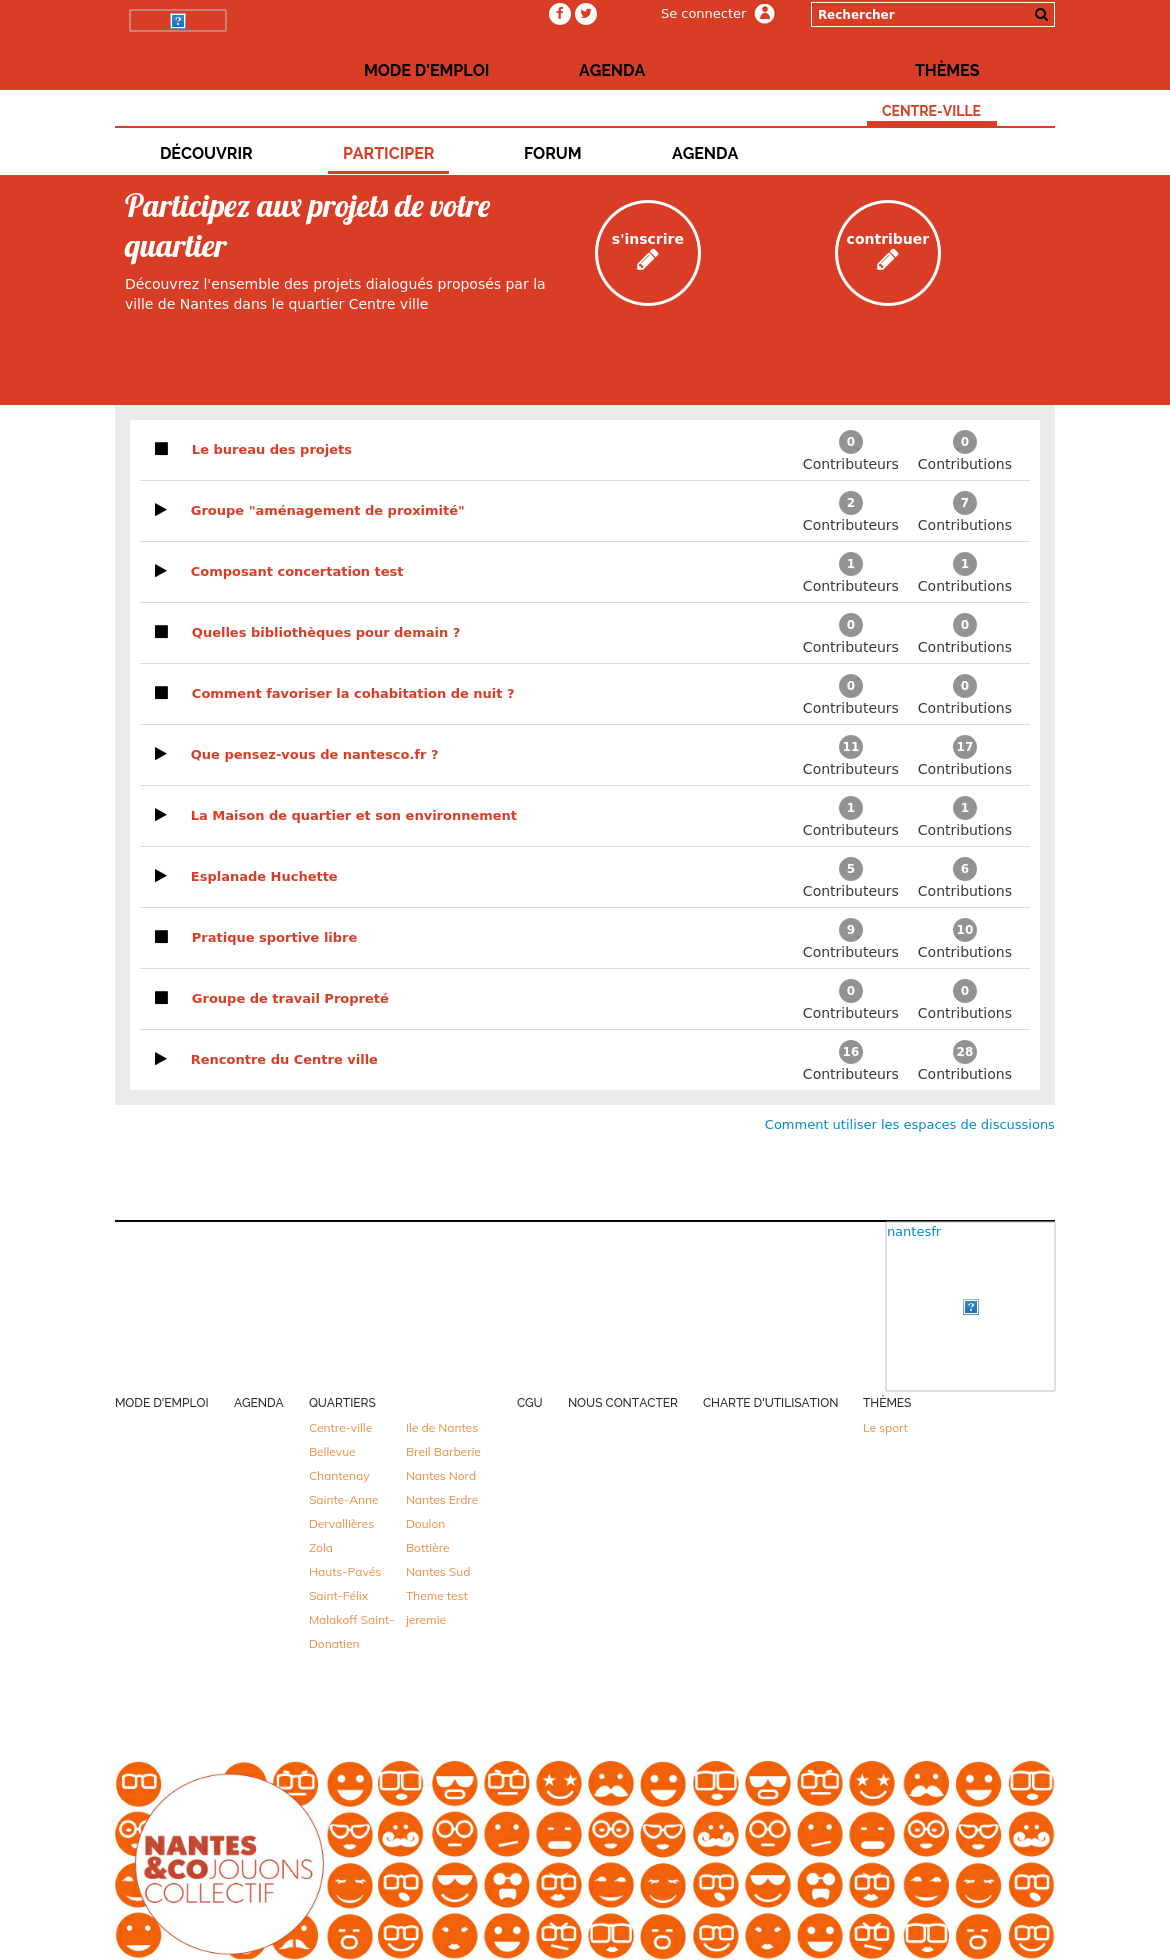 Se connecter
Rechercher
MODE D'EMPLOI
AGENDA
THÈMES
CENTRE-VILLE
DÉCOUVRIR
PARTICIPER
FORUM
AGENDA
Participez aux projets de votre
quartier
Découvrez l'ensemble des projets dialogués proposés par la
ville de Nantes dans le quartier Centre ville
s'inscrire
contribuer
Le bureau des projets
0
0
Contributeurs
Contributions
Groupe "aménagement de proximité"
2
7
Contributeurs
Contributions
Composant concertation test
1
1
Contributeurs
Contributions
Quelles bibliothèques pour demain ?
0
0
Contributeurs
Contributions
Comment favoriser la cohabitation de nuit ?
0
0
Contributeurs
Contributions
Que pensez-vous de nantesco.fr ?
11
17
Contributeurs
Contributions
La Maison de quartier et son environnement
1
1
Contributeurs
Contributions
Esplanade Huchette
5
6
Contributeurs
Contributions
Pratique sportive libre
9
10
Contributeurs
Contributions
Groupe de travail Propreté
0
0
Contributeurs
Contributions
Rencontre du Centre ville
16
28
Contributeurs
Contributions
Comment utiliser les espaces de discussions
nantesfr
MODE D'EMPLOI
AGENDA
QUARTIERS
Centre-ville
Bellevue
Chantenay
Sainte-Anne
Dervallières
Zola
Hauts-Pavés
Saint-Félix
Malakoff Saint-
Donatien
Ile de Nantes
Breil Barberie
Nantes Nord
Nantes Erdre
Doulon
Bottière
Nantes Sud
Theme test
jeremie
CGU
NOUS CONTACTER
CHARTE D'UTILISATION
THÈMES
Le sport
NANTES
&COJOUONS
COLLECTIF